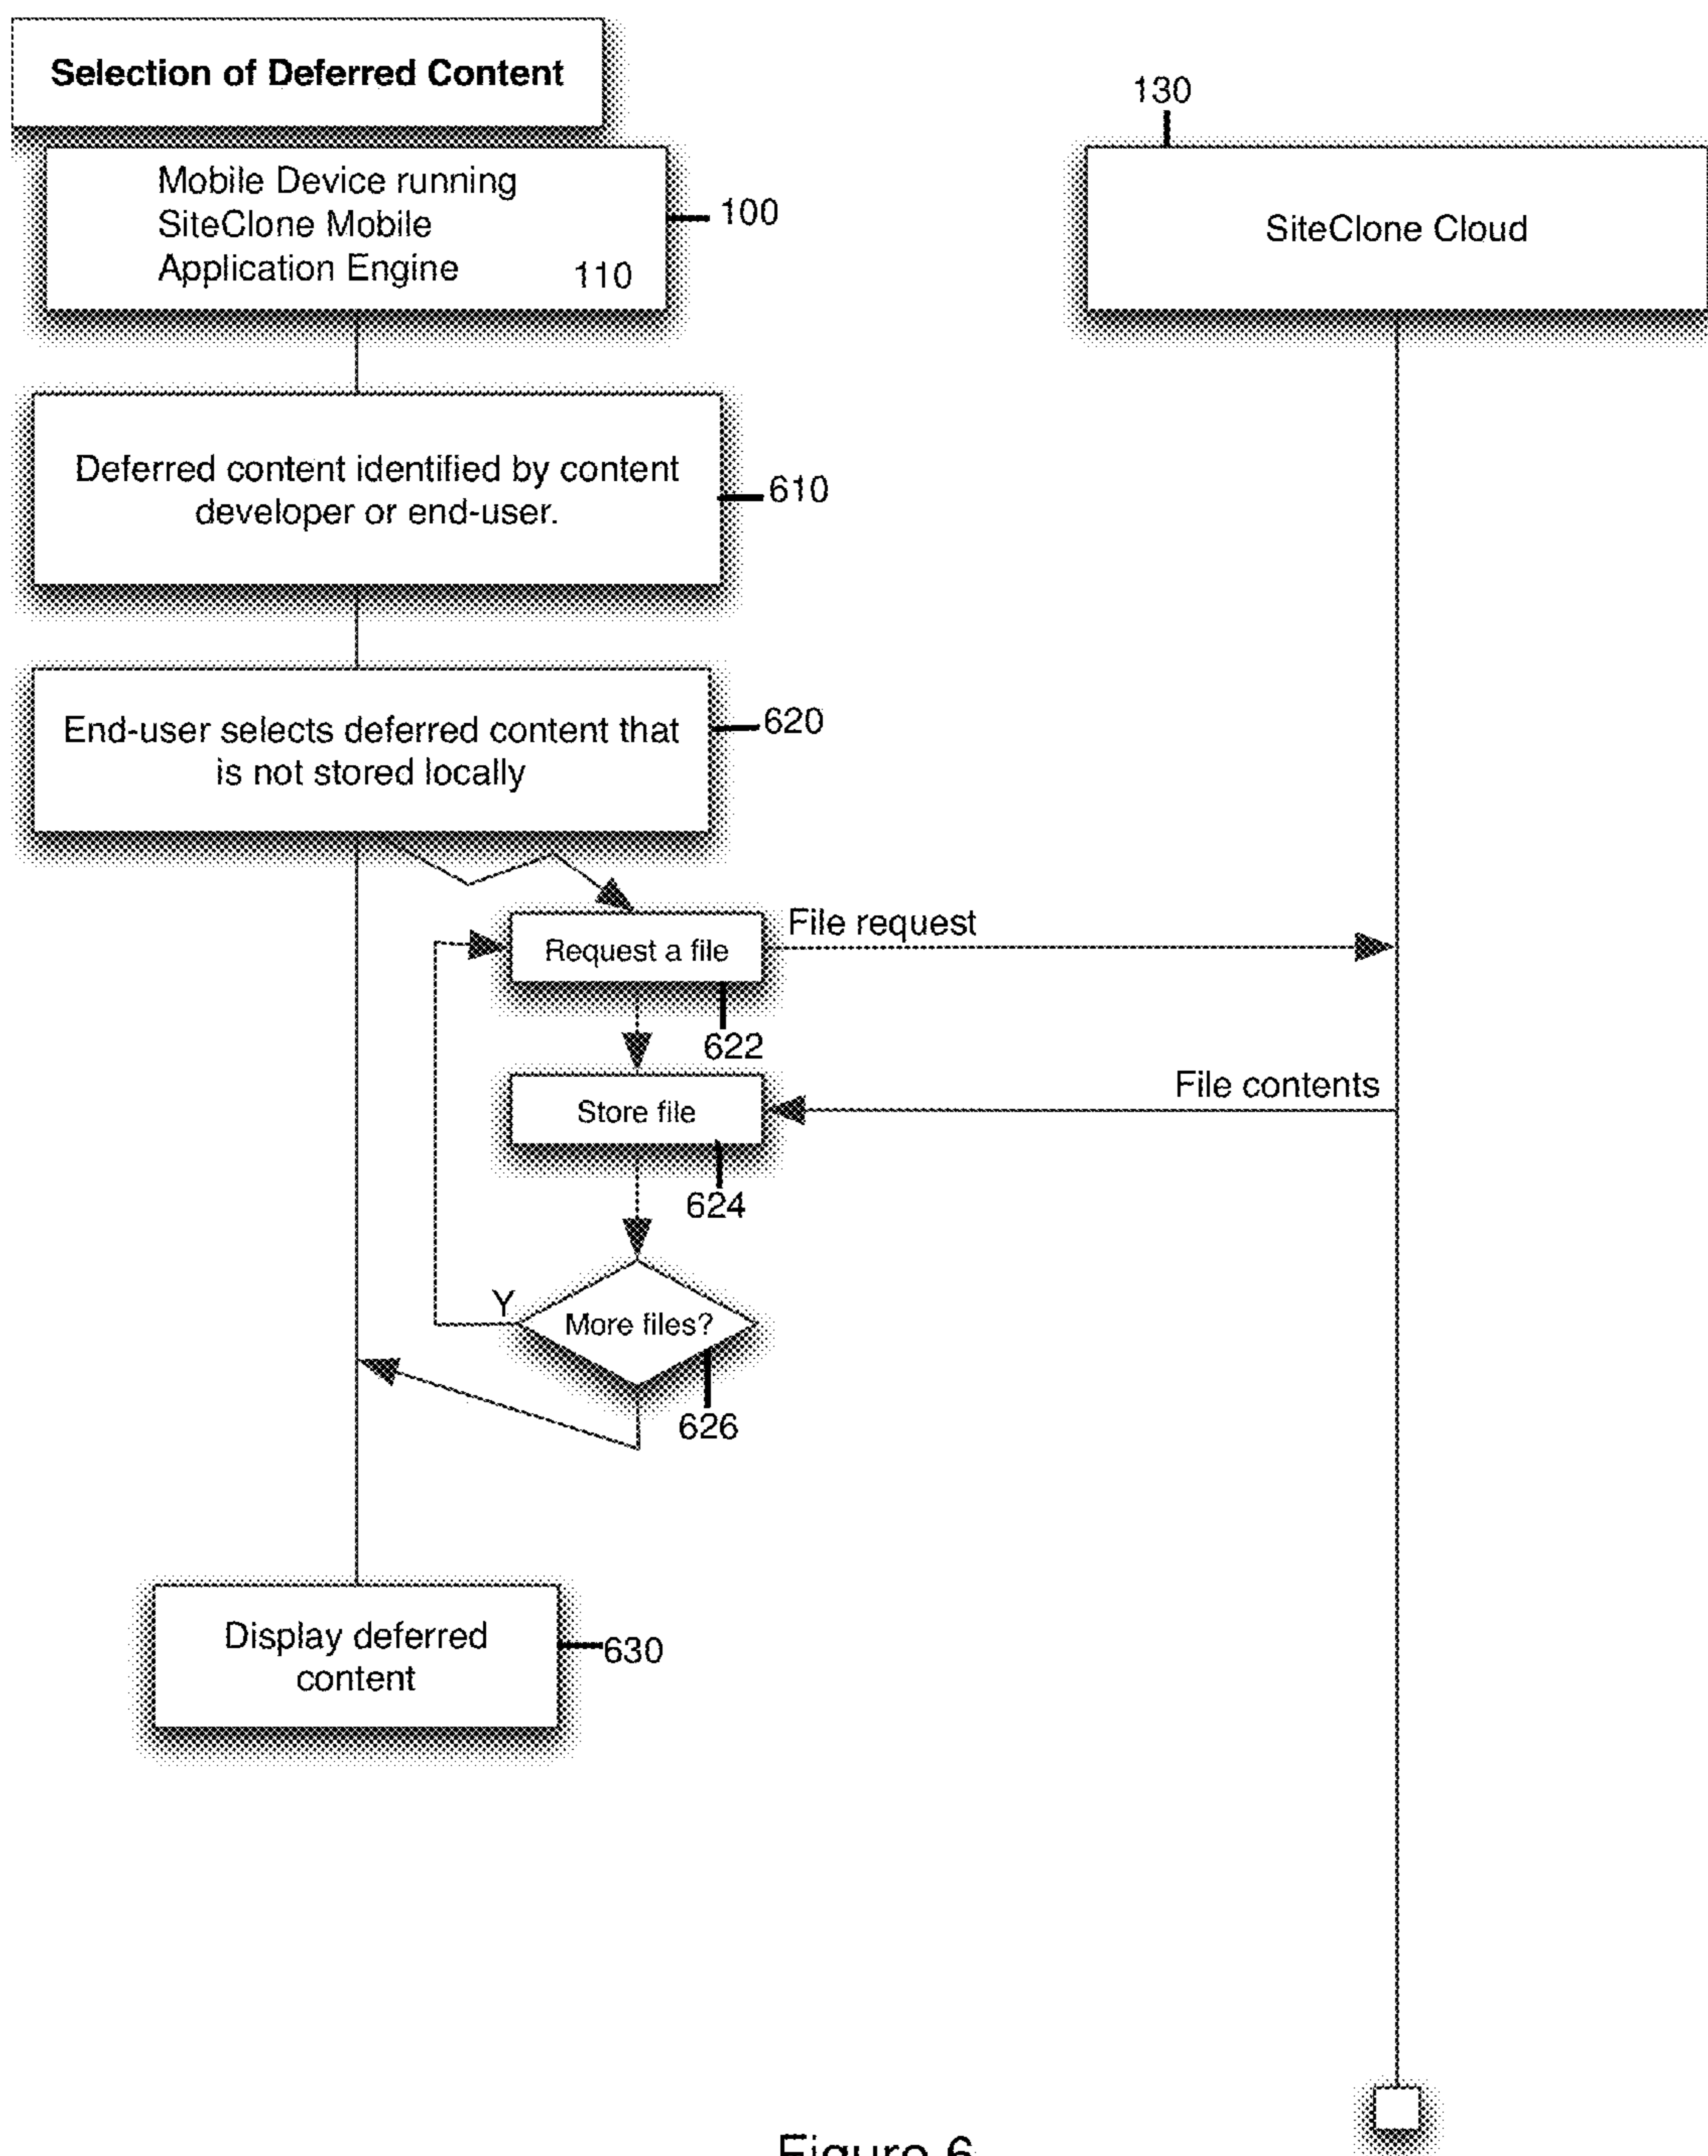 Selection of Deferred Content
130
Mobile Device running
SiteClone Mobile
Application Engine
110
100
SiteClone Cloud
Deferred content identified by content
developer or end-user.
610
End-user selects deferred content that
is not stored locally
620
Request a file
File request
622
Store file
File contents
624
Y
More files?
626
Display deferred
content
630
Figure 6